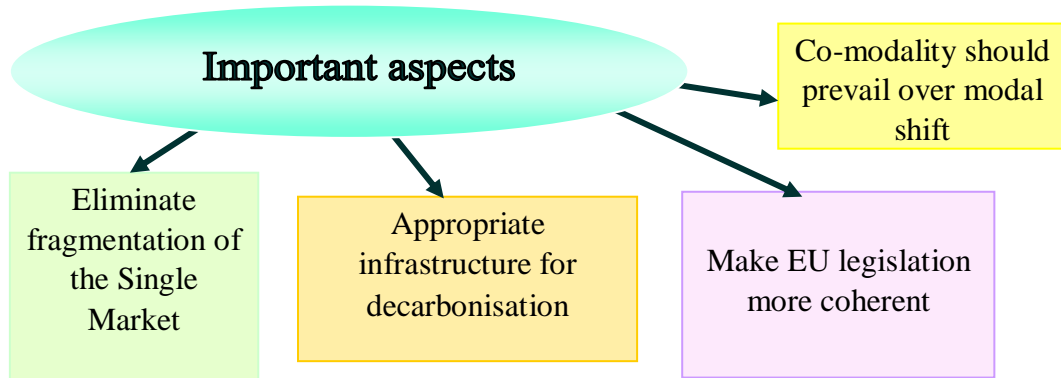 Important aspects
Co-modality should
prevail over modal
shift
Eliminate
fragmentation of
the Single
Market
Appropriate
infrastructure for
decarbonisation
Make EU legislation
more coherent